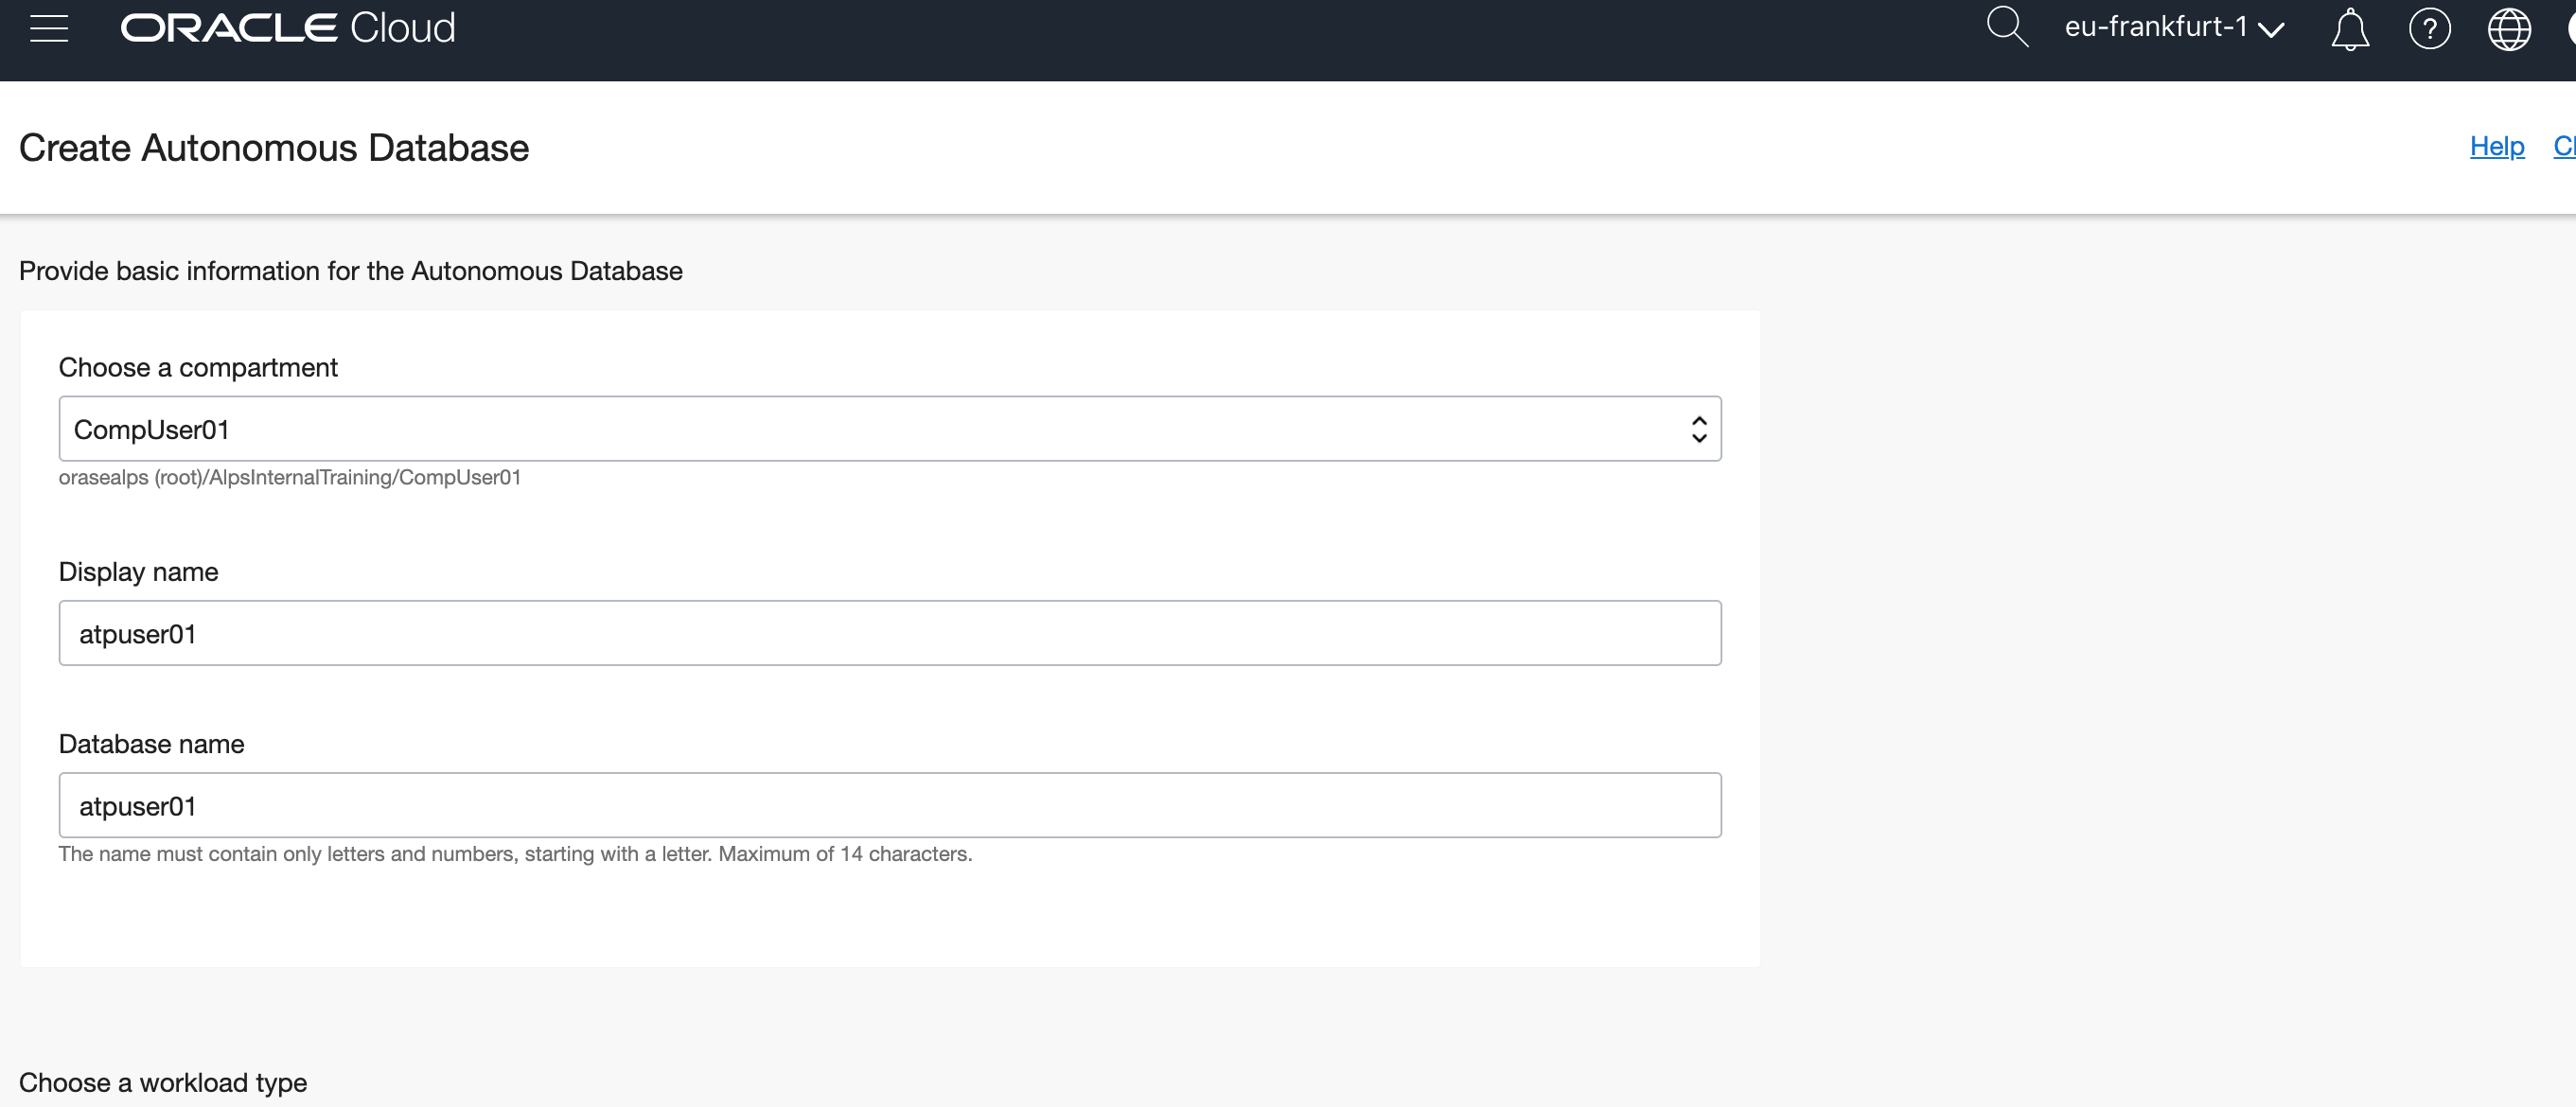 ORACLE Cloud
eu-frankfurt-1
Create Autonomous Database
Help
Provide basic information for the Autonomous Database
Choose a compartment
CompUser01
orasealps (root)/AlpsInternalTraining/CompUser01
Display name
atpuser01
Database name
atpuser01
The name must contain only letters and numbers, starting with a letter. Maximum of 14 characters.
Choose a workload type